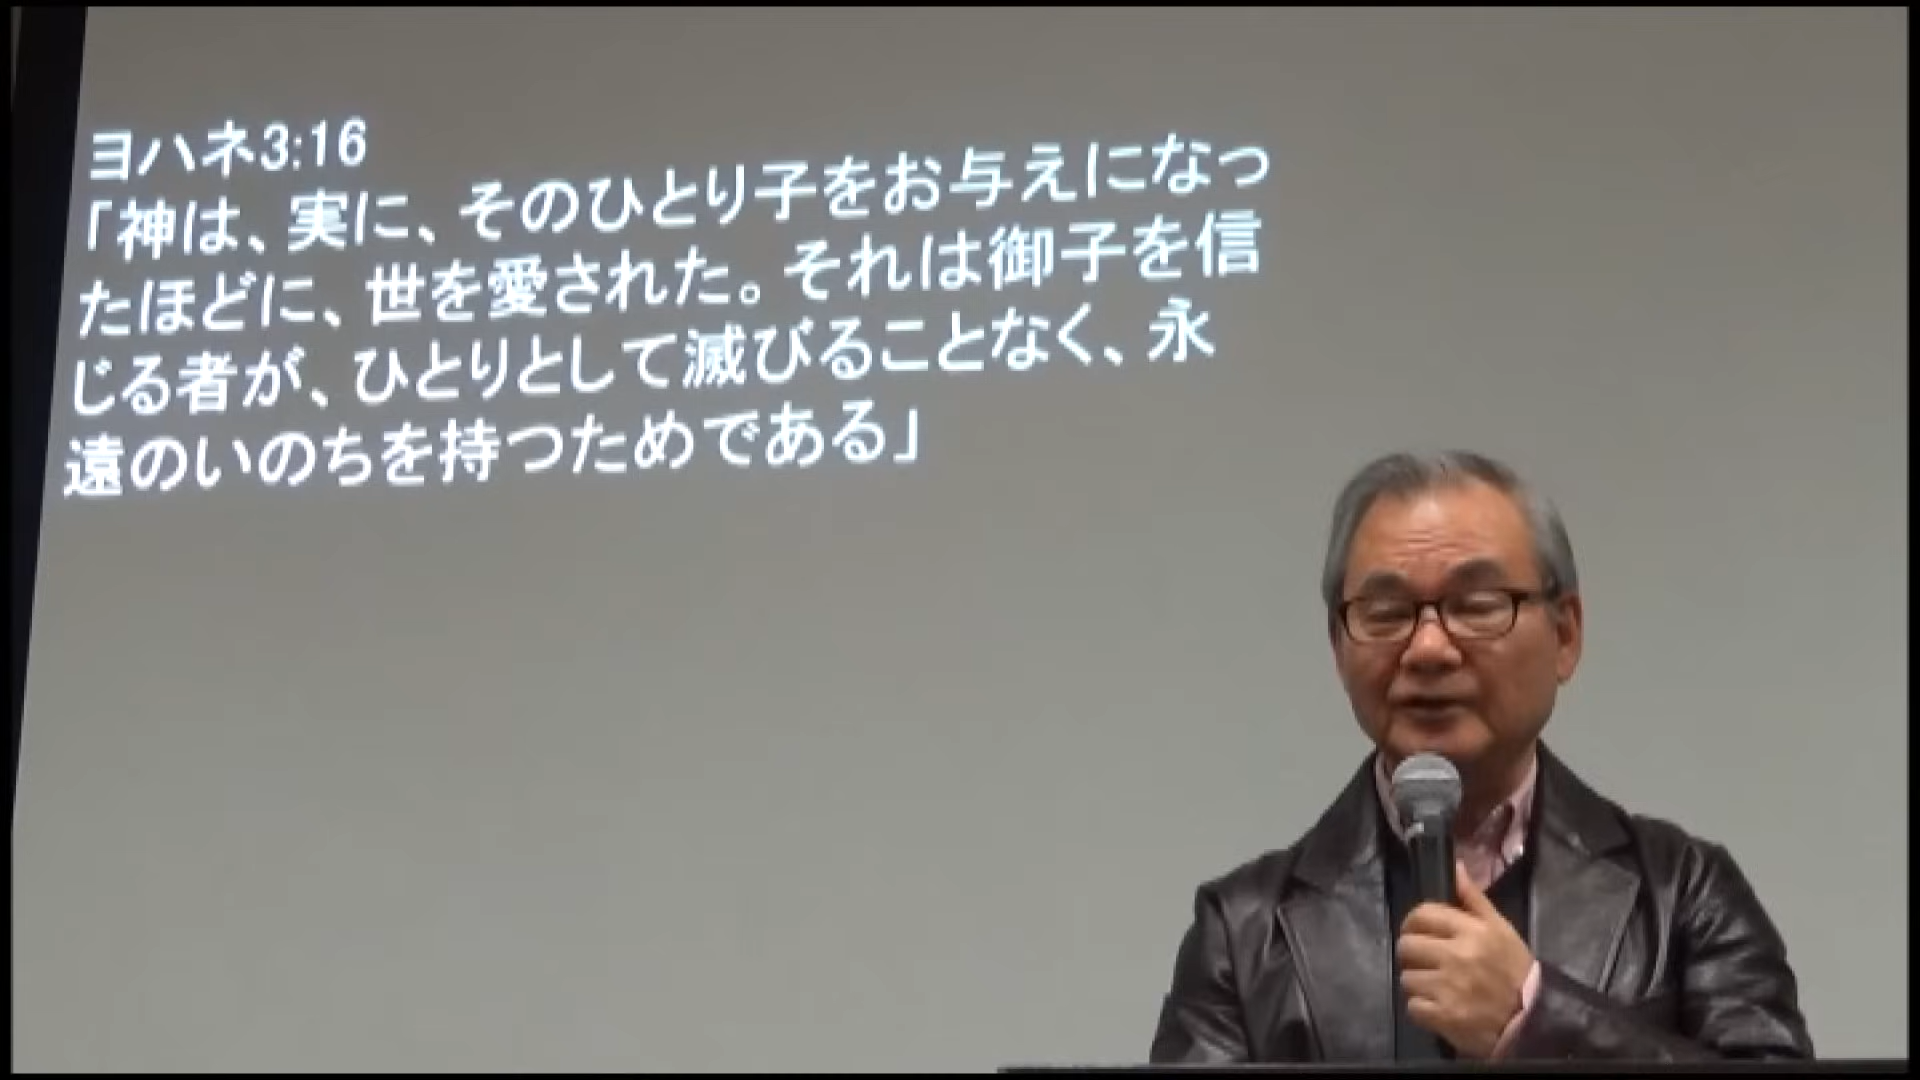 ヨハネ3:16
「神は、実に、そのひとり子をお与えになっ
たほどに、世を愛された。それは御子を信
じる者が、ひとりとして滅びることなく、永
遠のいのちを持つためである」